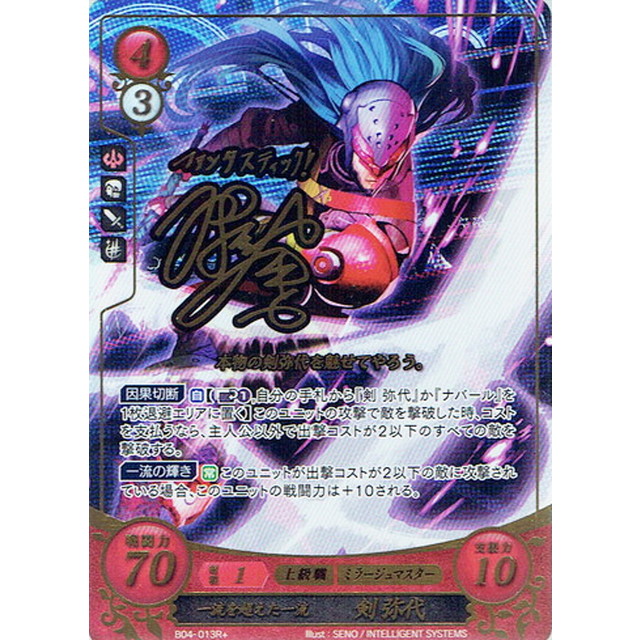 4
3
ファンタスティック!
本物の剣弥代を魅せてやろう。
因果切断 自【1,自分の手札から『剣 弥代』か『ナバール』を
1枚退避エリアに置く】このユニットの攻撃で敵を撃破した時、コスト
を支払うなら、主人公以外で出撃コストが2以下のすべての敵を
撃破する。
一流の輝き 常 このユニットが出撃コストが2以下の敵に攻撃され
ている場合、このユニットの戦闘力は+10される。
戦闘力 70 射程 1 上級職 ミラージュマスター 支援力 10
一流を超えた一流 剣 弥代
B04-013R+ Illust : SENO / INTELLIGENT SYSTEMS